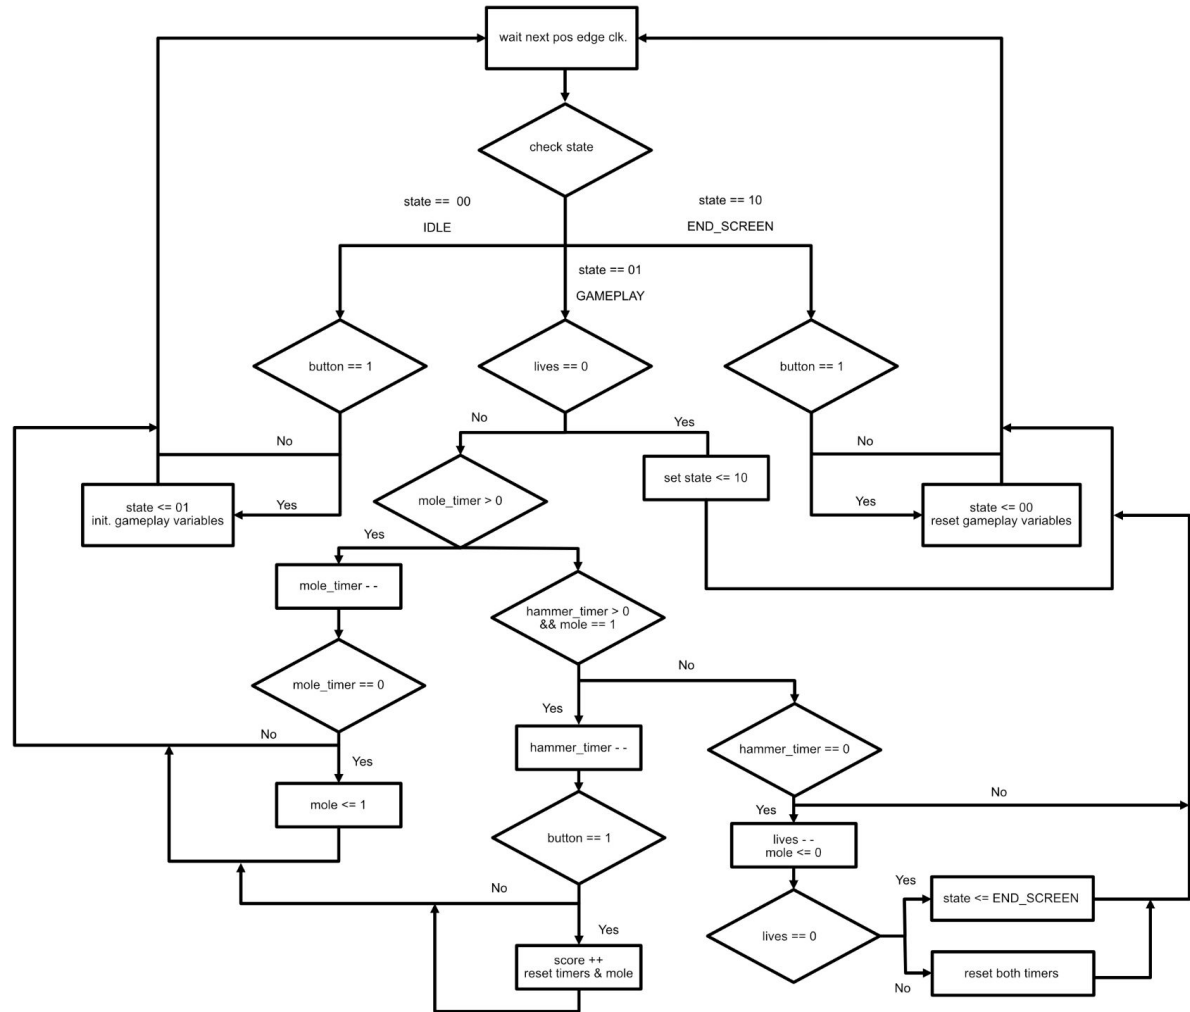 wait next pos edge clk.
check state
state == 00
IDLE
state == 10
END_SCREEN
state == 01
GAMEPLAY
button == 1
lives == 0
button == 1
No
No
Yes
No
mole_timer > 0
set state <= 10
state <= 01
init. gameplay variables
Yes
Yes
state <= 00
reset gameplay variables
Yes
mole_timer - -
hammer_timer > 0
&& mole == 1
mole_timer == 0
No
Yes
No
Yes
hammer_timer - -
hammer_timer == 0
mole <= 1
No
Yes
button == 1
lives - -
mole <= 0
No
Yes
Yes
state <= END_SCREEN
lives == 0
score ++
reset timers & mole
No
reset both timers